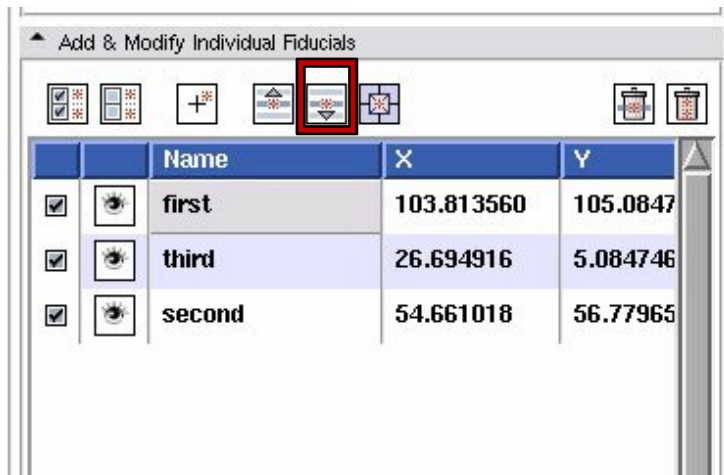 Add & Modify Individual Fiducials
Name X Y
first 103.813560 105.0847
third 26.694916 5.084746
second 54.661018 56.77965